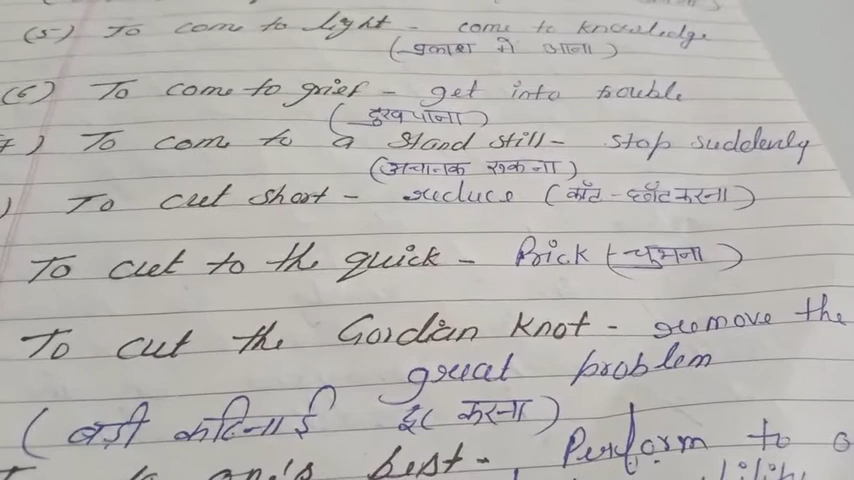 (5) To come to light - come to knowledge
(प्रकाश में आना)
(6) To come to grief - get into trouble
(दुख पाना)
7) To come to a stand still - stop suddenly
(अचानक रुकना)
) To cut short - reduce (काँट-छाँट करना)
To cut to the quick - Prick (चुभना)
To cut the Gordian Knot - remove the
great problem
(बड़ी कठिनाई दूर करना)
one's best - Perform to